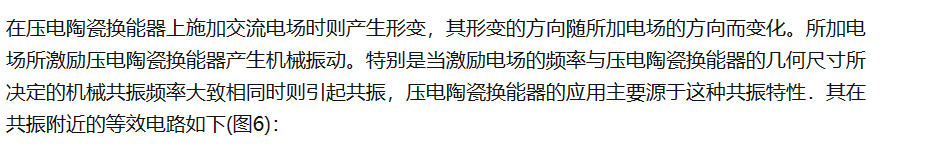 在压电陶瓷换能器上施加交流电场时则产生形变，其形变的方向随所加电场的方向而变化。所加电
场所激励压电陶瓷换能器产生机械振动。特别是当激励电场的频率与压电陶瓷换能器的几何尺寸所
决定的机械共振频率大致相同时则引起共振，压电陶瓷换能器的应用主要源于这种共振特性．其在
共振附近的等效电路如下(图6)：